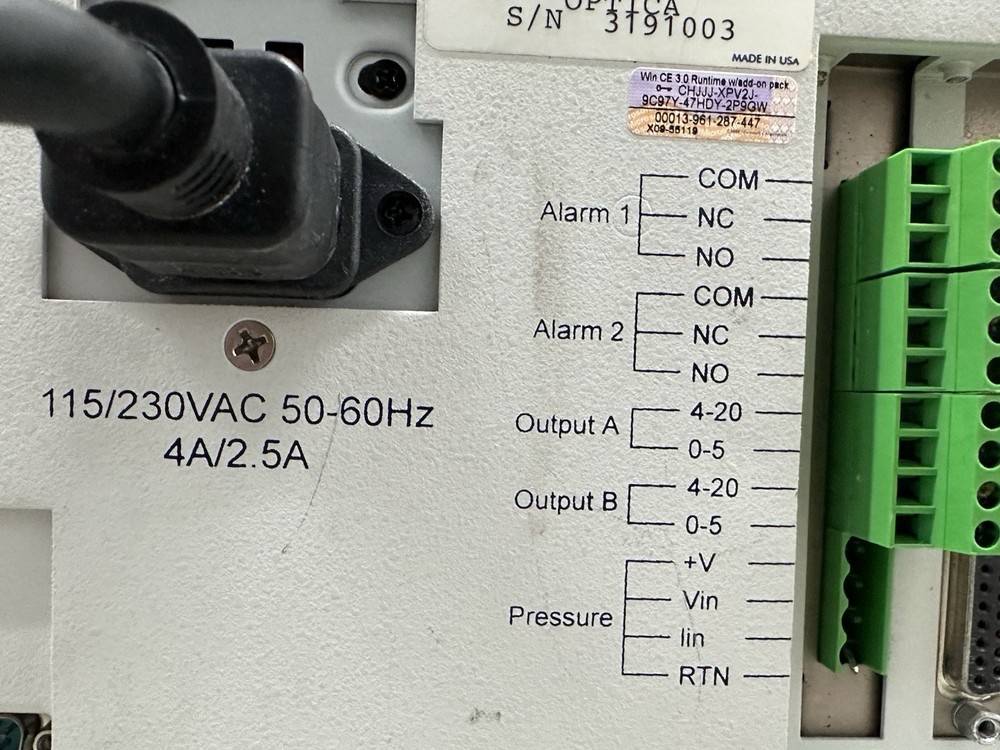 OPTICA
S/N 3191003
MADE IN USA
Win CE 3.0 Runtime w/add-on pack
CHJJJ-XPV2J-
9C97Y-47HDY-2P9GW
00013-961-287-447
X09-55119
Alarm 1
COM
NC
NO
Alarm 2
COM
NC
NO
115/230VAC 50-60Hz
4A/2.5A
Output A
4-20
0-5
Output B
4-20
0-5
Pressure
+V
Vin
Iin
RTN